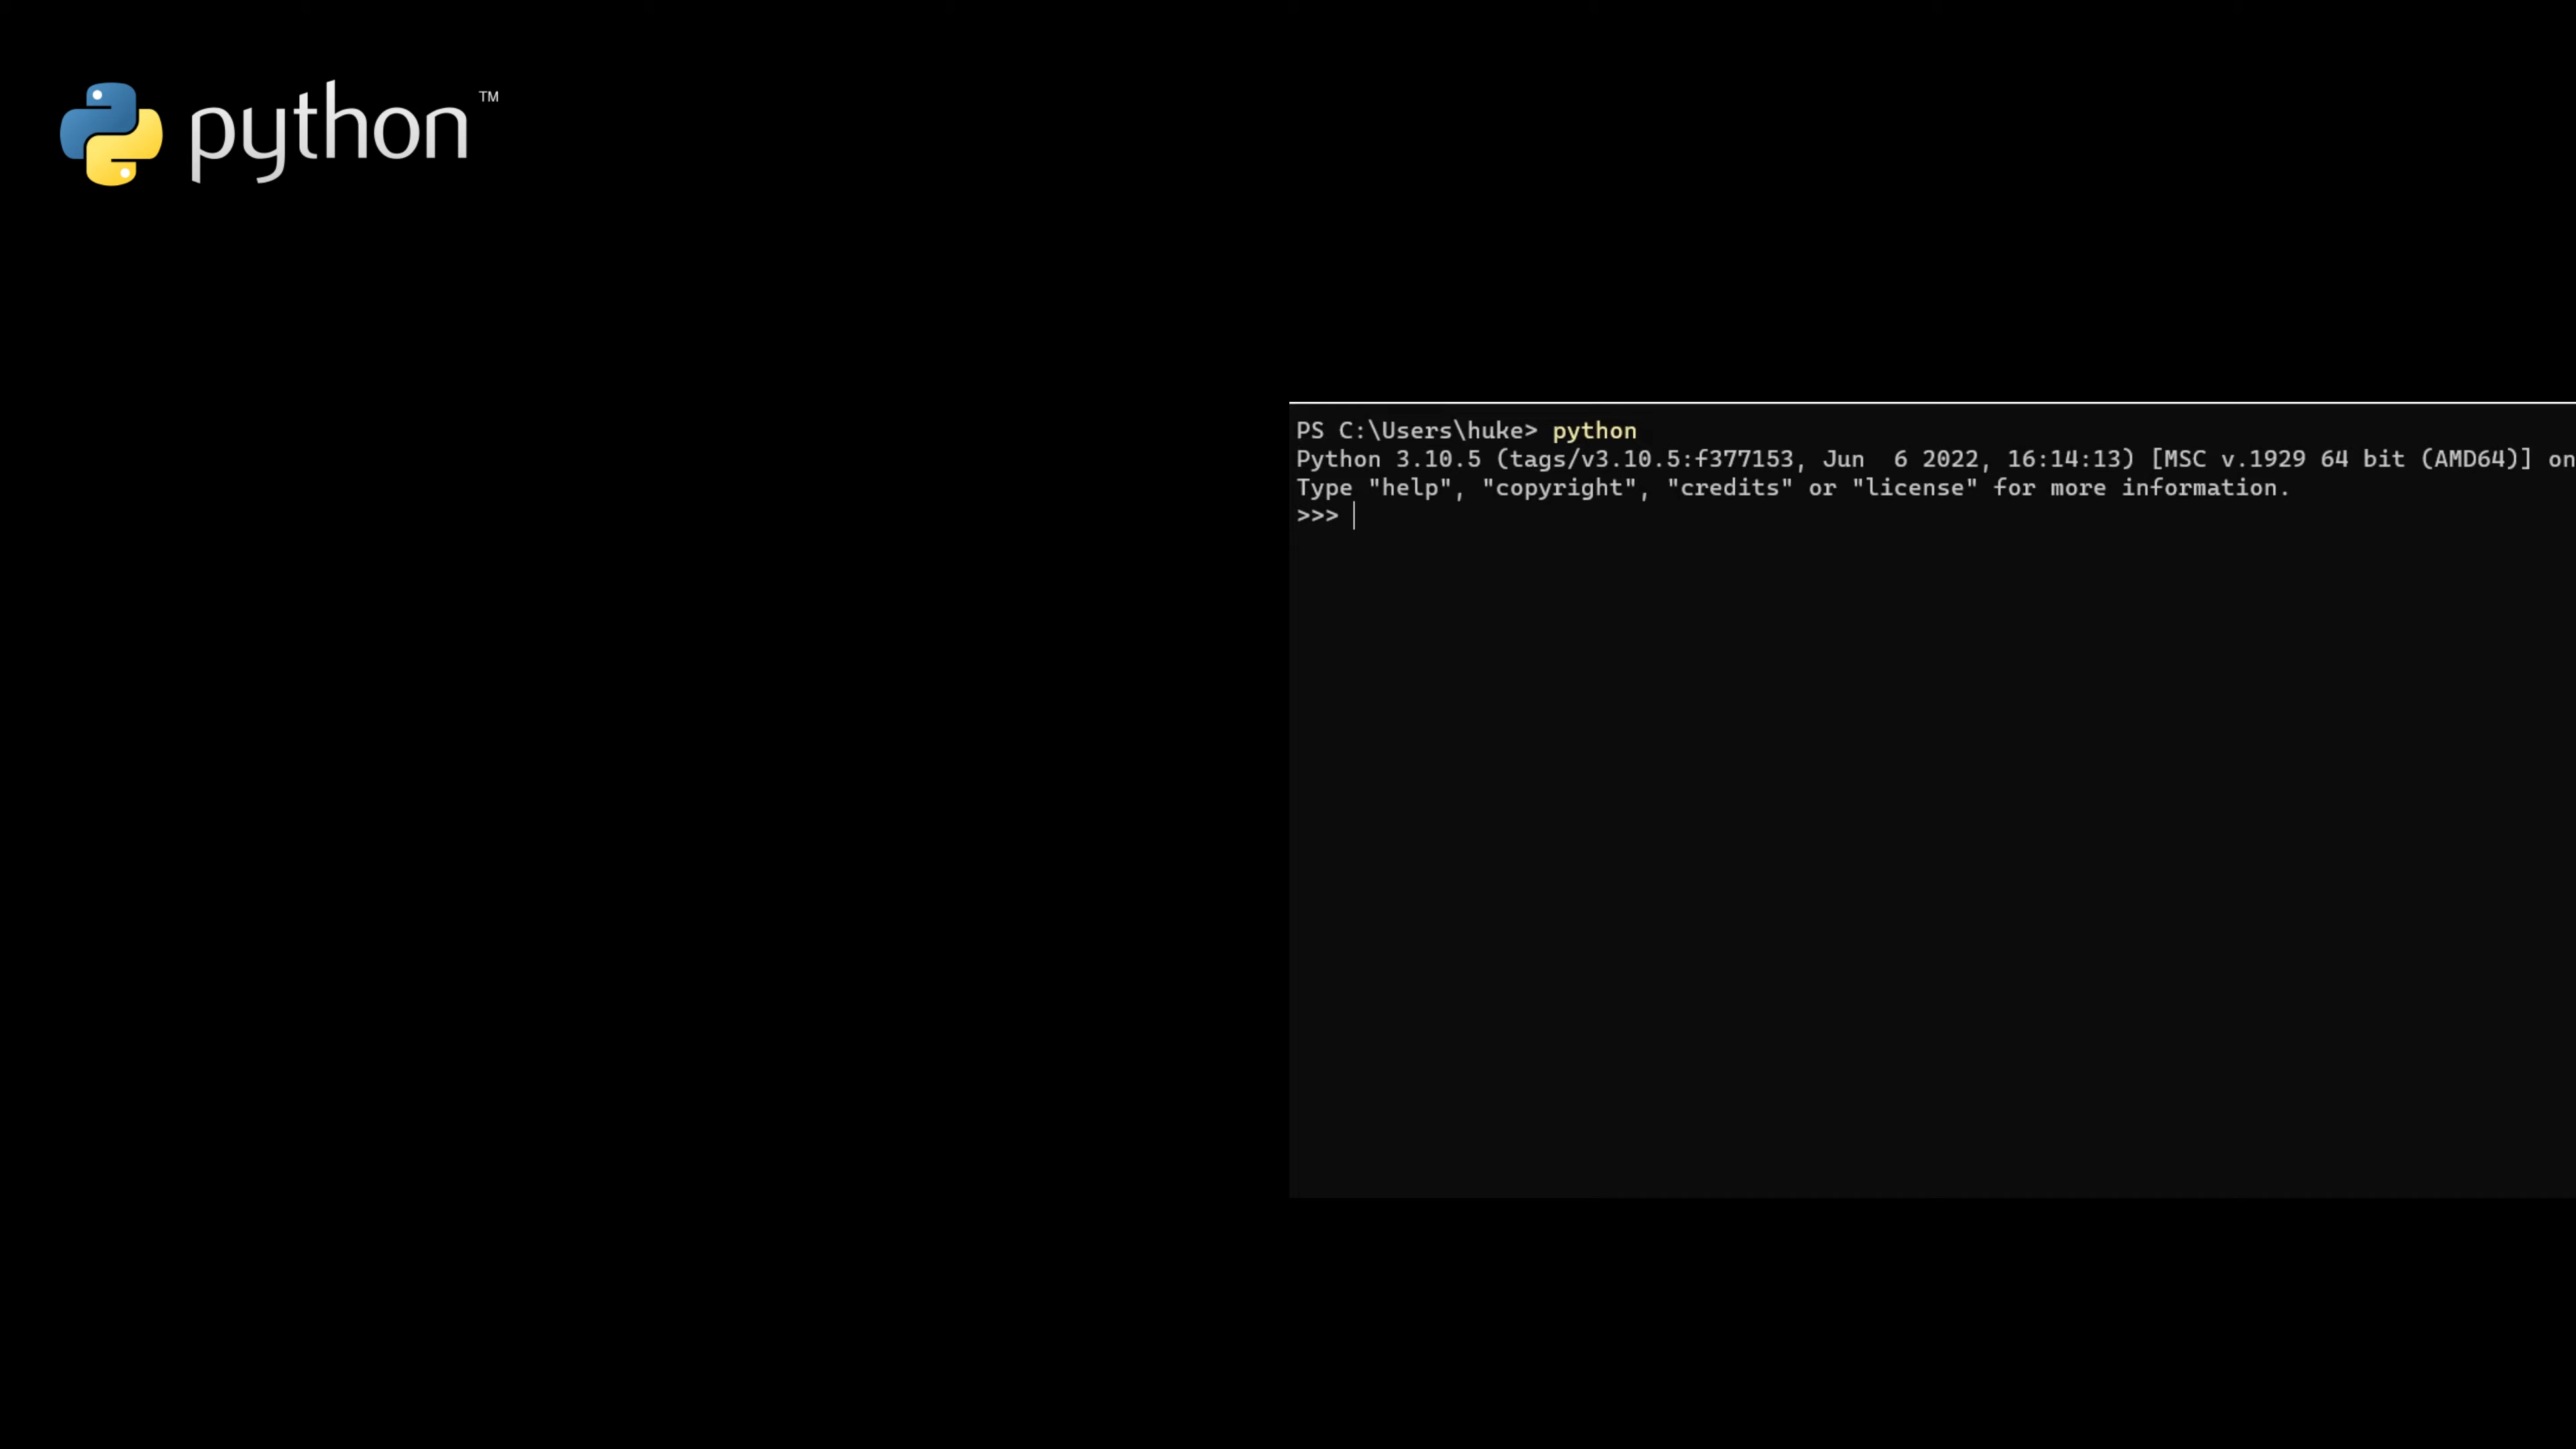 python™
PS C:\Users\huke> python
Python 3.10.5 (tags/v3.10.5:f377153, Jun  6 2022, 16:14:13) [MSC v.1929 64 bit (AMD64)] on
Type "help", "copyright", "credits" or "license" for more information.
>>>